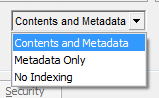 Contents and Metadata
Contents and Metadata
Metadata Only
No Indexing
Security